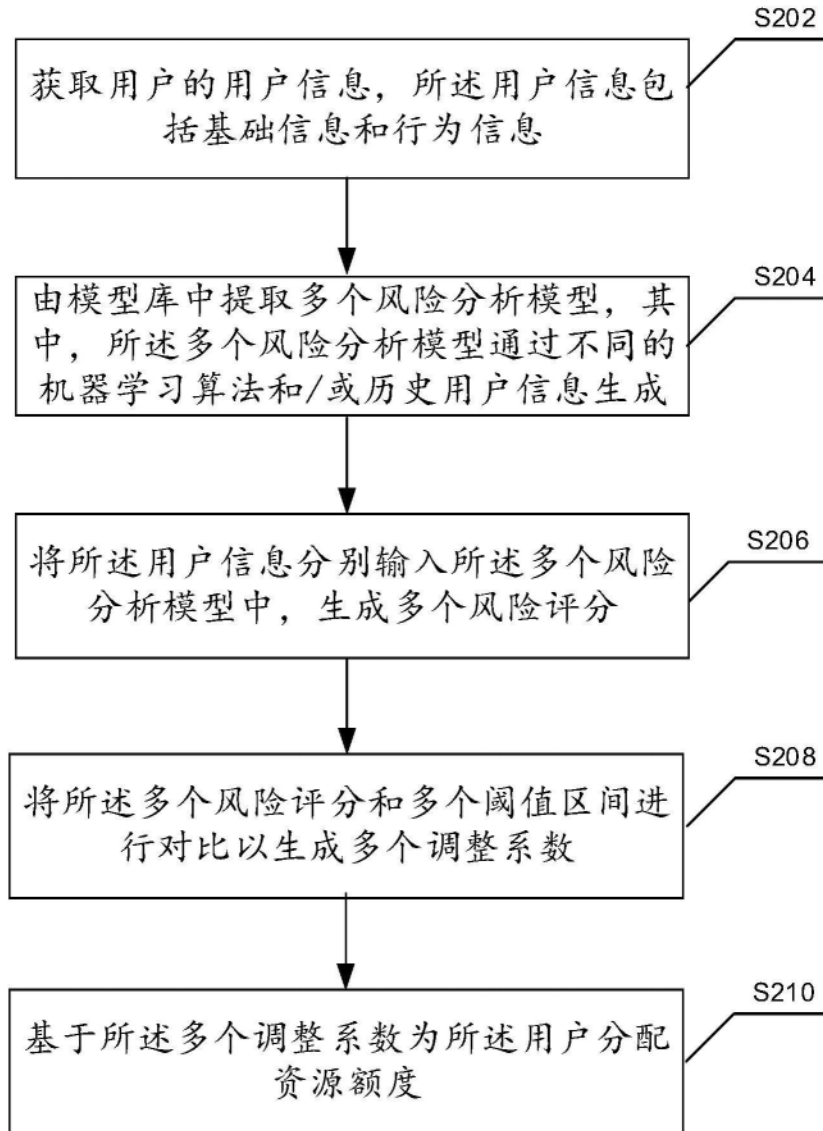 S202
获取用户的用户信息，所述用户信息包
括基础信息和行为信息
S204
由模型库中提取多个风险分析模型，其
中，所述多个风险分析模型通过不同的
机器学习算法和/或历史用户信息生成
S206
将所述用户信息分别输入所述多个风险
分析模型中，生成多个风险评分
S208
将所述多个风险评分和多个阈值区间进
行对比以生成多个调整系数
S210
基于所述多个调整系数为所述用户分配
资源额度